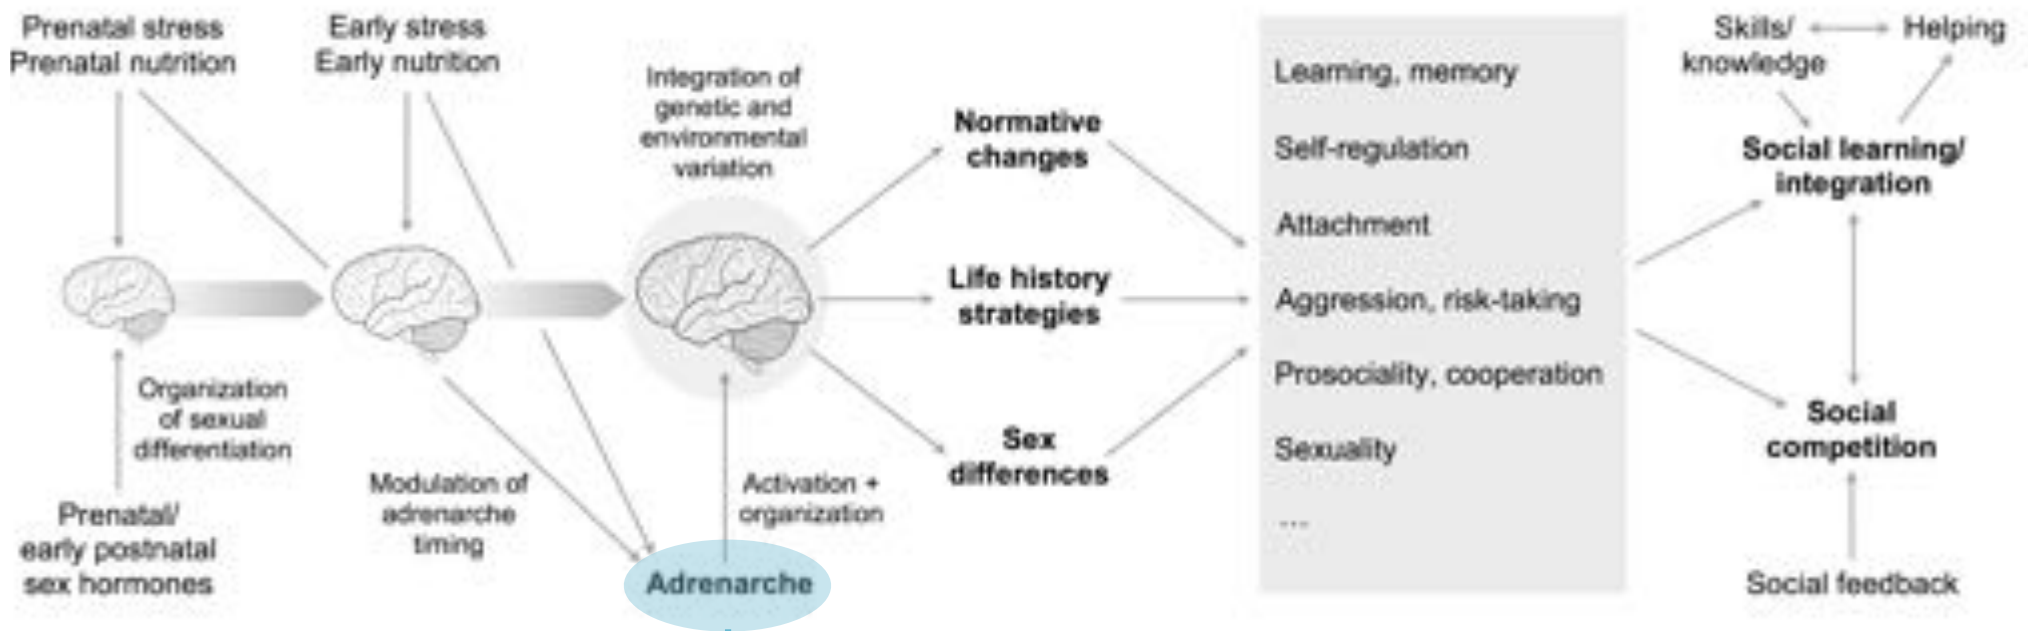 Prenatal stress
Prenatal nutrition
Early stress
Early nutrition
Integration of
genetic and
environmental
variation
Organization
of sexual
differentiation
Prenatal/
early postnatal
sex hormones
Modulation of
adrenarche
timing
Activation +
organization
Adrenarche
Normative
changes
Life history
strategies
Sex
differences
Learning, memory
Self-regulation
Attachment
Aggression, risk-taking
Prosociality, cooperation
Sexuality
...
Skills/
knowledge
Helping
Social learning/
integration
Social
competition
Social feedback